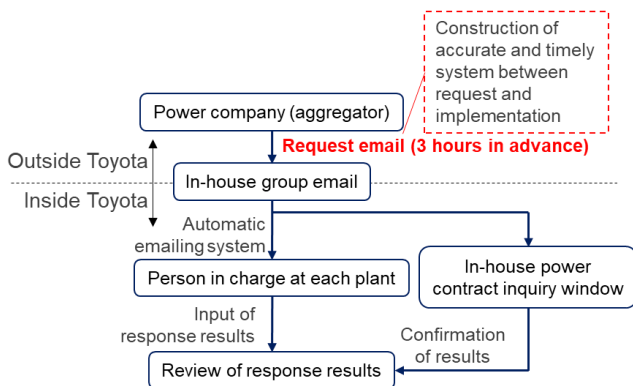 Construction of
accurate and timely
system between
request and
implementation
Power company (aggregator)
Request email (3 hours in advance)
Outside Toyota
In-house group email
Inside Toyota
Automatic
emailing system
Person in charge at each plant
In-house power
contract inquiry window
Input of
response results
Confirmation
of results
Review of response results